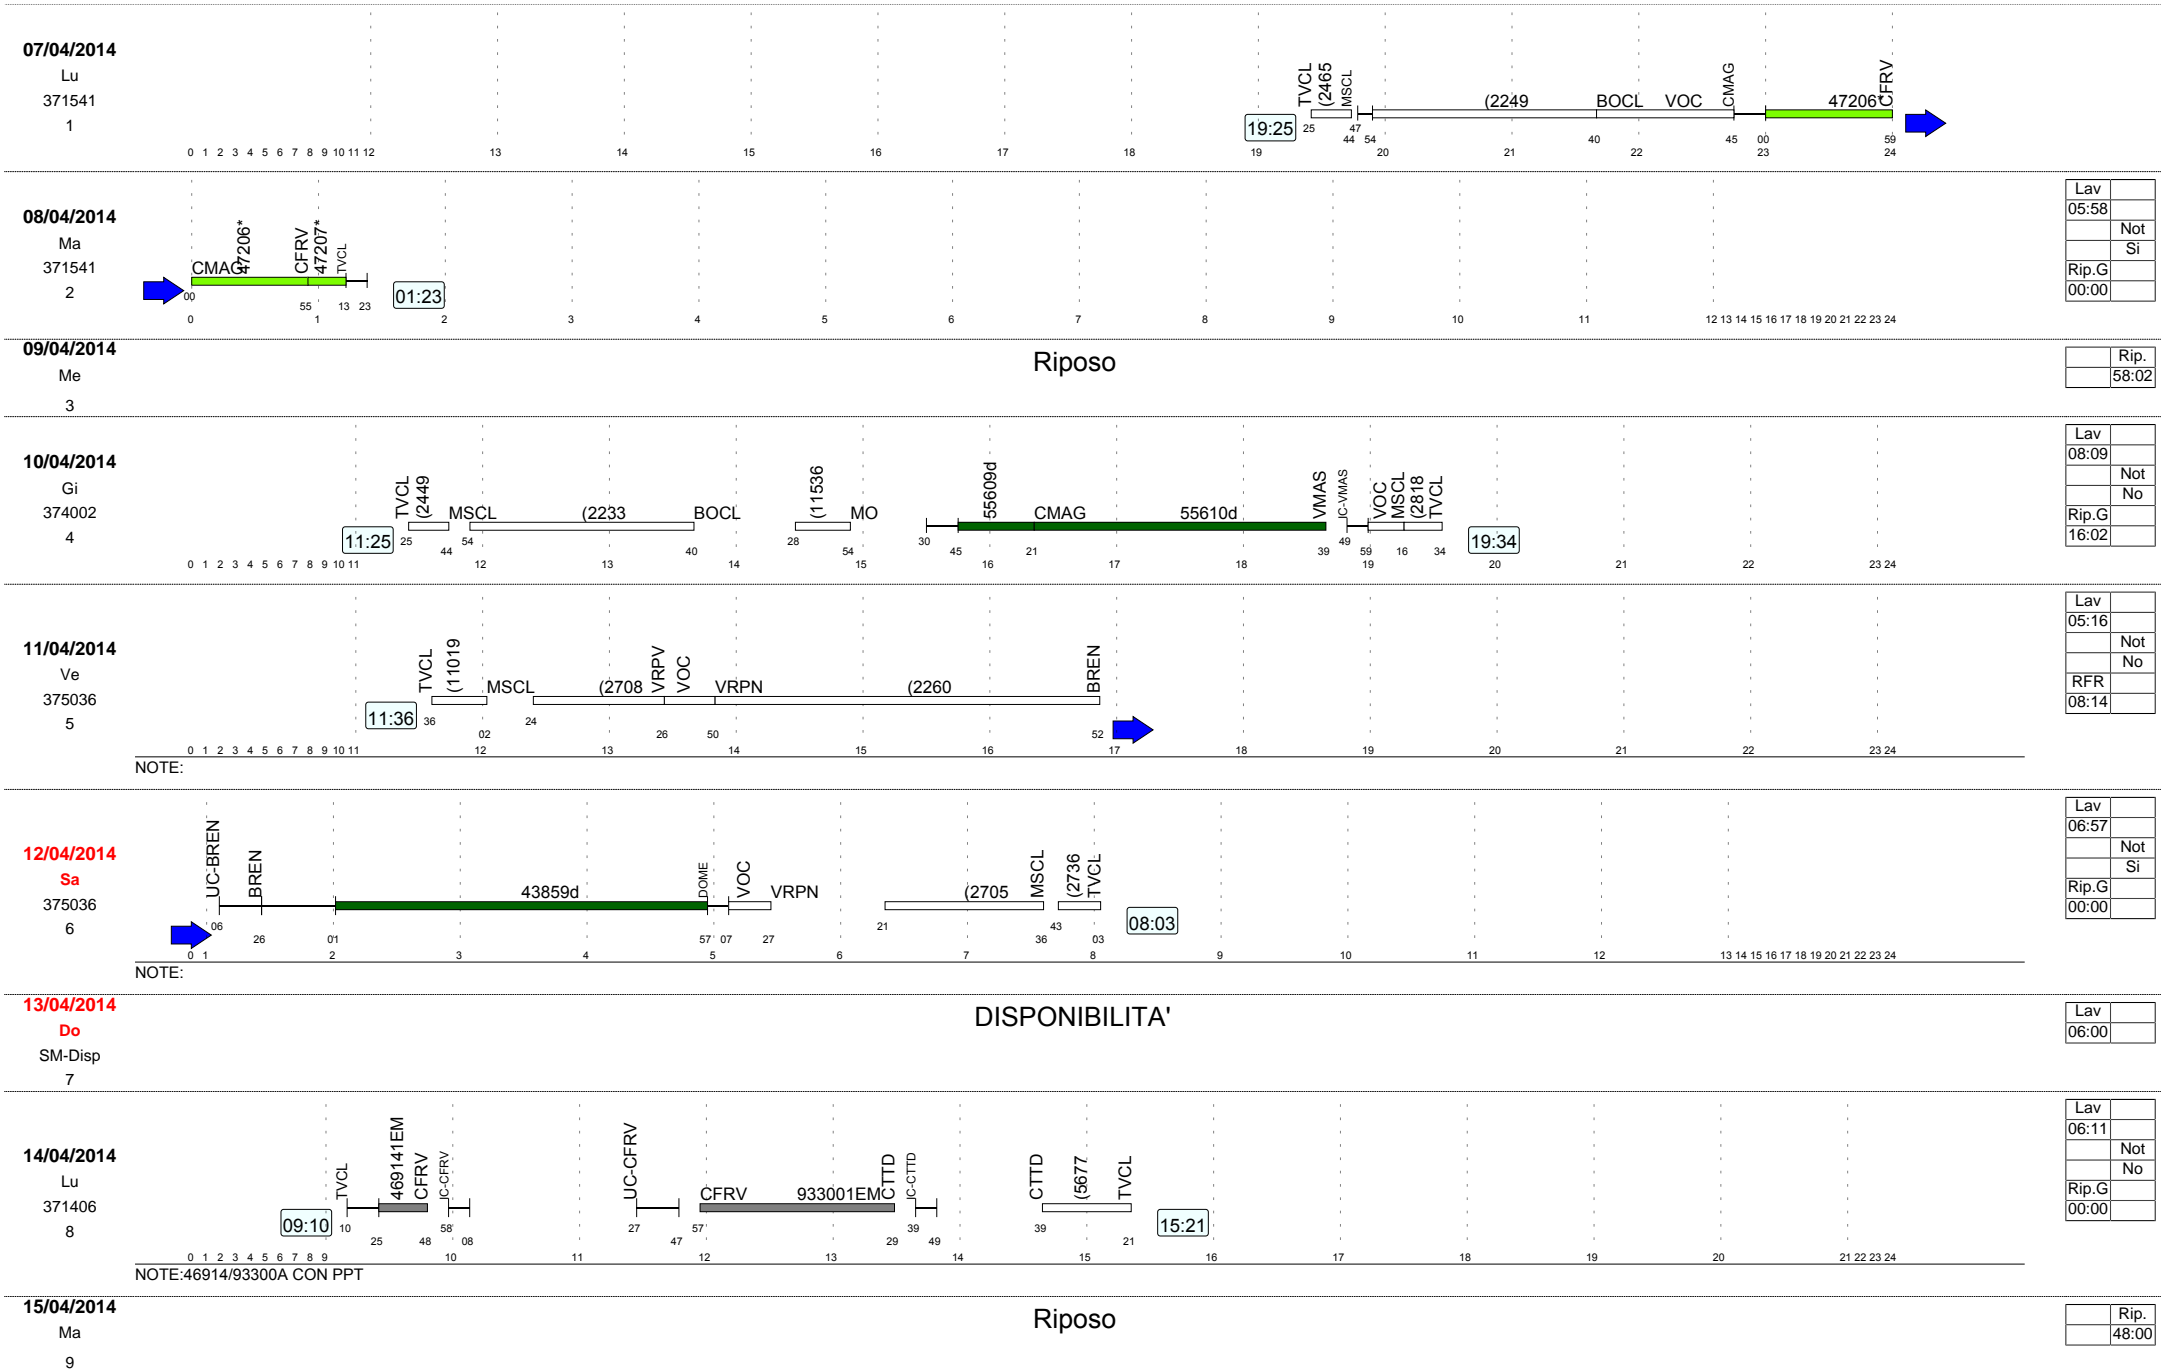 07/04/2014
Lu
371541
1
19:25
TVCL (2465 MSCL (2249 BOCL VOC CMAG 47206* CFRV
25 47 44 54 40 45 00 59
0 1 2 3 4 5 6 7 8 9 10 11 12 13 14 15 16 17 18 19 20 21 22 23 24
08/04/2014
Ma
371541
2
CMAG 47206* CFRV 47207* TVCL
00 55 13 23
01:23
0 1 2 3 4 5 6 7 8 9 10 11 12 13 14 15 16 17 18 19 20 21 22 23 24
Lav
05:58
Not
Si
Rip.G
00:00
09/04/2014
Me
3
Riposo
Rip.
58:02
10/04/2014
Gi
374002
4
11:25
TVCL (2449 MSCL (2233 BOCL (11536 MO 55609d CMAG 55610d VMAS IC-VMAS VOC MSCL (2818 TVCL
25 44 54 40 28 54 30 45 21 39 49 59 16 34
19:34
0 1 2 3 4 5 6 7 8 9 10 11 12 13 14 15 16 17 18 19 20 21 22 23 24
Lav
08:09
Not
No
Rip.G
16:02
11/04/2014
Ve
375036
5
11:36
TVCL (11019 MSCL (2708 VRPV VOC VRPN (2260 BREN
36 02 24 26 50 52
0 1 2 3 4 5 6 7 8 9 10 11 12 13 14 15 16 17 18 19 20 21 22 23 24
NOTE:
Lav
05:16
Not
No
RFR
08:14
12/04/2014
Sa
375036
6
UC-BREN BREN 43859d DOME VOC VRPN (2705 MSCL (2736 TVCL
06 26 01 57 07 27 21 36 43 03
08:03
0 1 2 3 4 5 6 7 8 9 10 11 12 13 14 15 16 17 18 19 20 21 22 23 24
NOTE:
Lav
06:57
Not
Si
Rip.G
00:00
13/04/2014
Do
SM-Disp
7
DISPONIBILITA'
Lav
06:00
14/04/2014
Lu
371406
8
09:10
TVCL 469141EM CFRV IC-CFRV UC-CFRV CFRV 933001EM CTTD IC-CTTD CTTD (5677 TVCL
10 25 48 58 08 27 47 57 29 39 49 39 21
15:21
0 1 2 3 4 5 6 7 8 9 10 11 12 13 14 15 16 17 18 19 20 21 22 23 24
NOTE:46914/93300A CON PPT
Lav
06:11
Not
No
Rip.G
00:00
15/04/2014
Ma
9
Riposo
Rip.
48:00